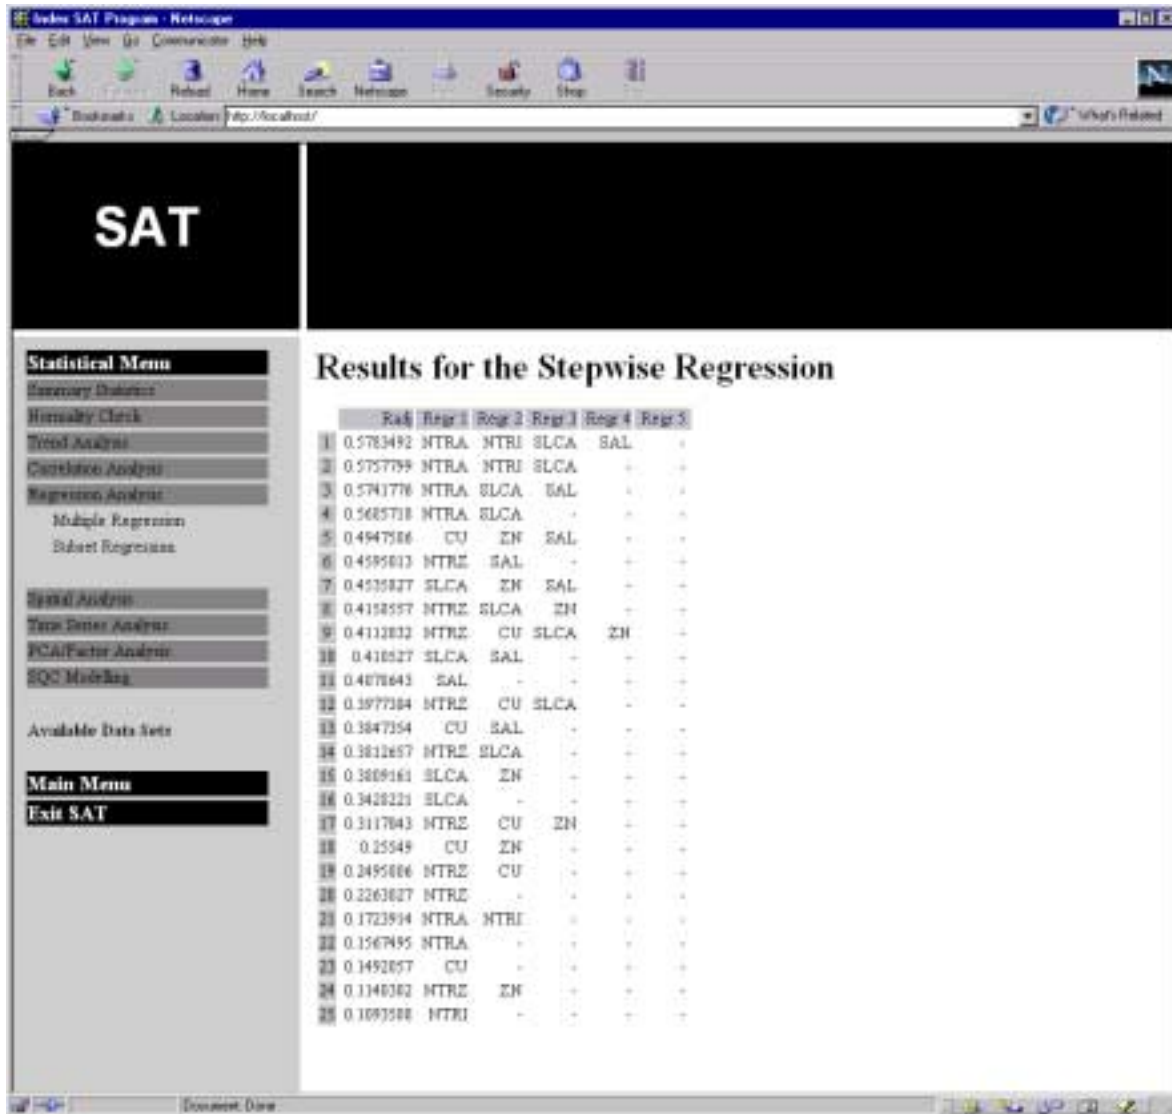 Index SAT Program - Netscape
File Edit View Go Communicator Help
Back Reload Home Search Netscape Security Shop
Bookmarks Location http://localhost/ What's Related
SAT
Statistical Menu
Summary Statistics
Normality Check
Trend Analysis
Correlation Analysis
Regression Analysis
Multiple Regression
Subset Regression
Spatial Analysis
Time Series Analysis
PCA/Factor Analysis
SQC Modelling
Available Data Sets
Main Menu
Exit SAT
Results for the Stepwise Regression
Radj Regr 1 Regr 2 Regr 3 Regr 4 Regr 5
1 0.5783492 NTRA NTRI SLCA SAL -
2 0.5757799 NTRA NTRI SLCA - -
3 0.5741776 NTRA SLCA SAL - -
4 0.5685718 NTRA SLCA - - -
5 0.4947586 CU ZN SAL - -
6 0.4595013 NTRZ SAL - - -
7 0.4535827 SLCA ZN SAL - -
8 0.4158557 NTRZ SLCA ZN - -
9 0.4112832 NTRZ CU SLCA ZN -
10 0.410527 SLCA SAL - - -
11 0.4078643 SAL - - - -
12 0.3977384 NTRZ CU SLCA - -
13 0.3847354 CU SAL - - -
14 0.3812657 NTRZ SLCA - - -
15 0.3809161 SLCA ZN - - -
16 0.3428221 SLCA - - - -
17 0.3117843 NTRZ CU ZN - -
18 0.25549 CU ZN - - -
19 0.2495886 NTRZ CU - - -
20 0.2263827 NTRZ - - - -
21 0.1723914 NTRA NTRI - - -
22 0.1567495 NTRA - - - -
23 0.1492857 CU - - - -
24 0.1140382 NTRZ ZN - - -
25 0.1093588 NTRI - - - -
Document: Done